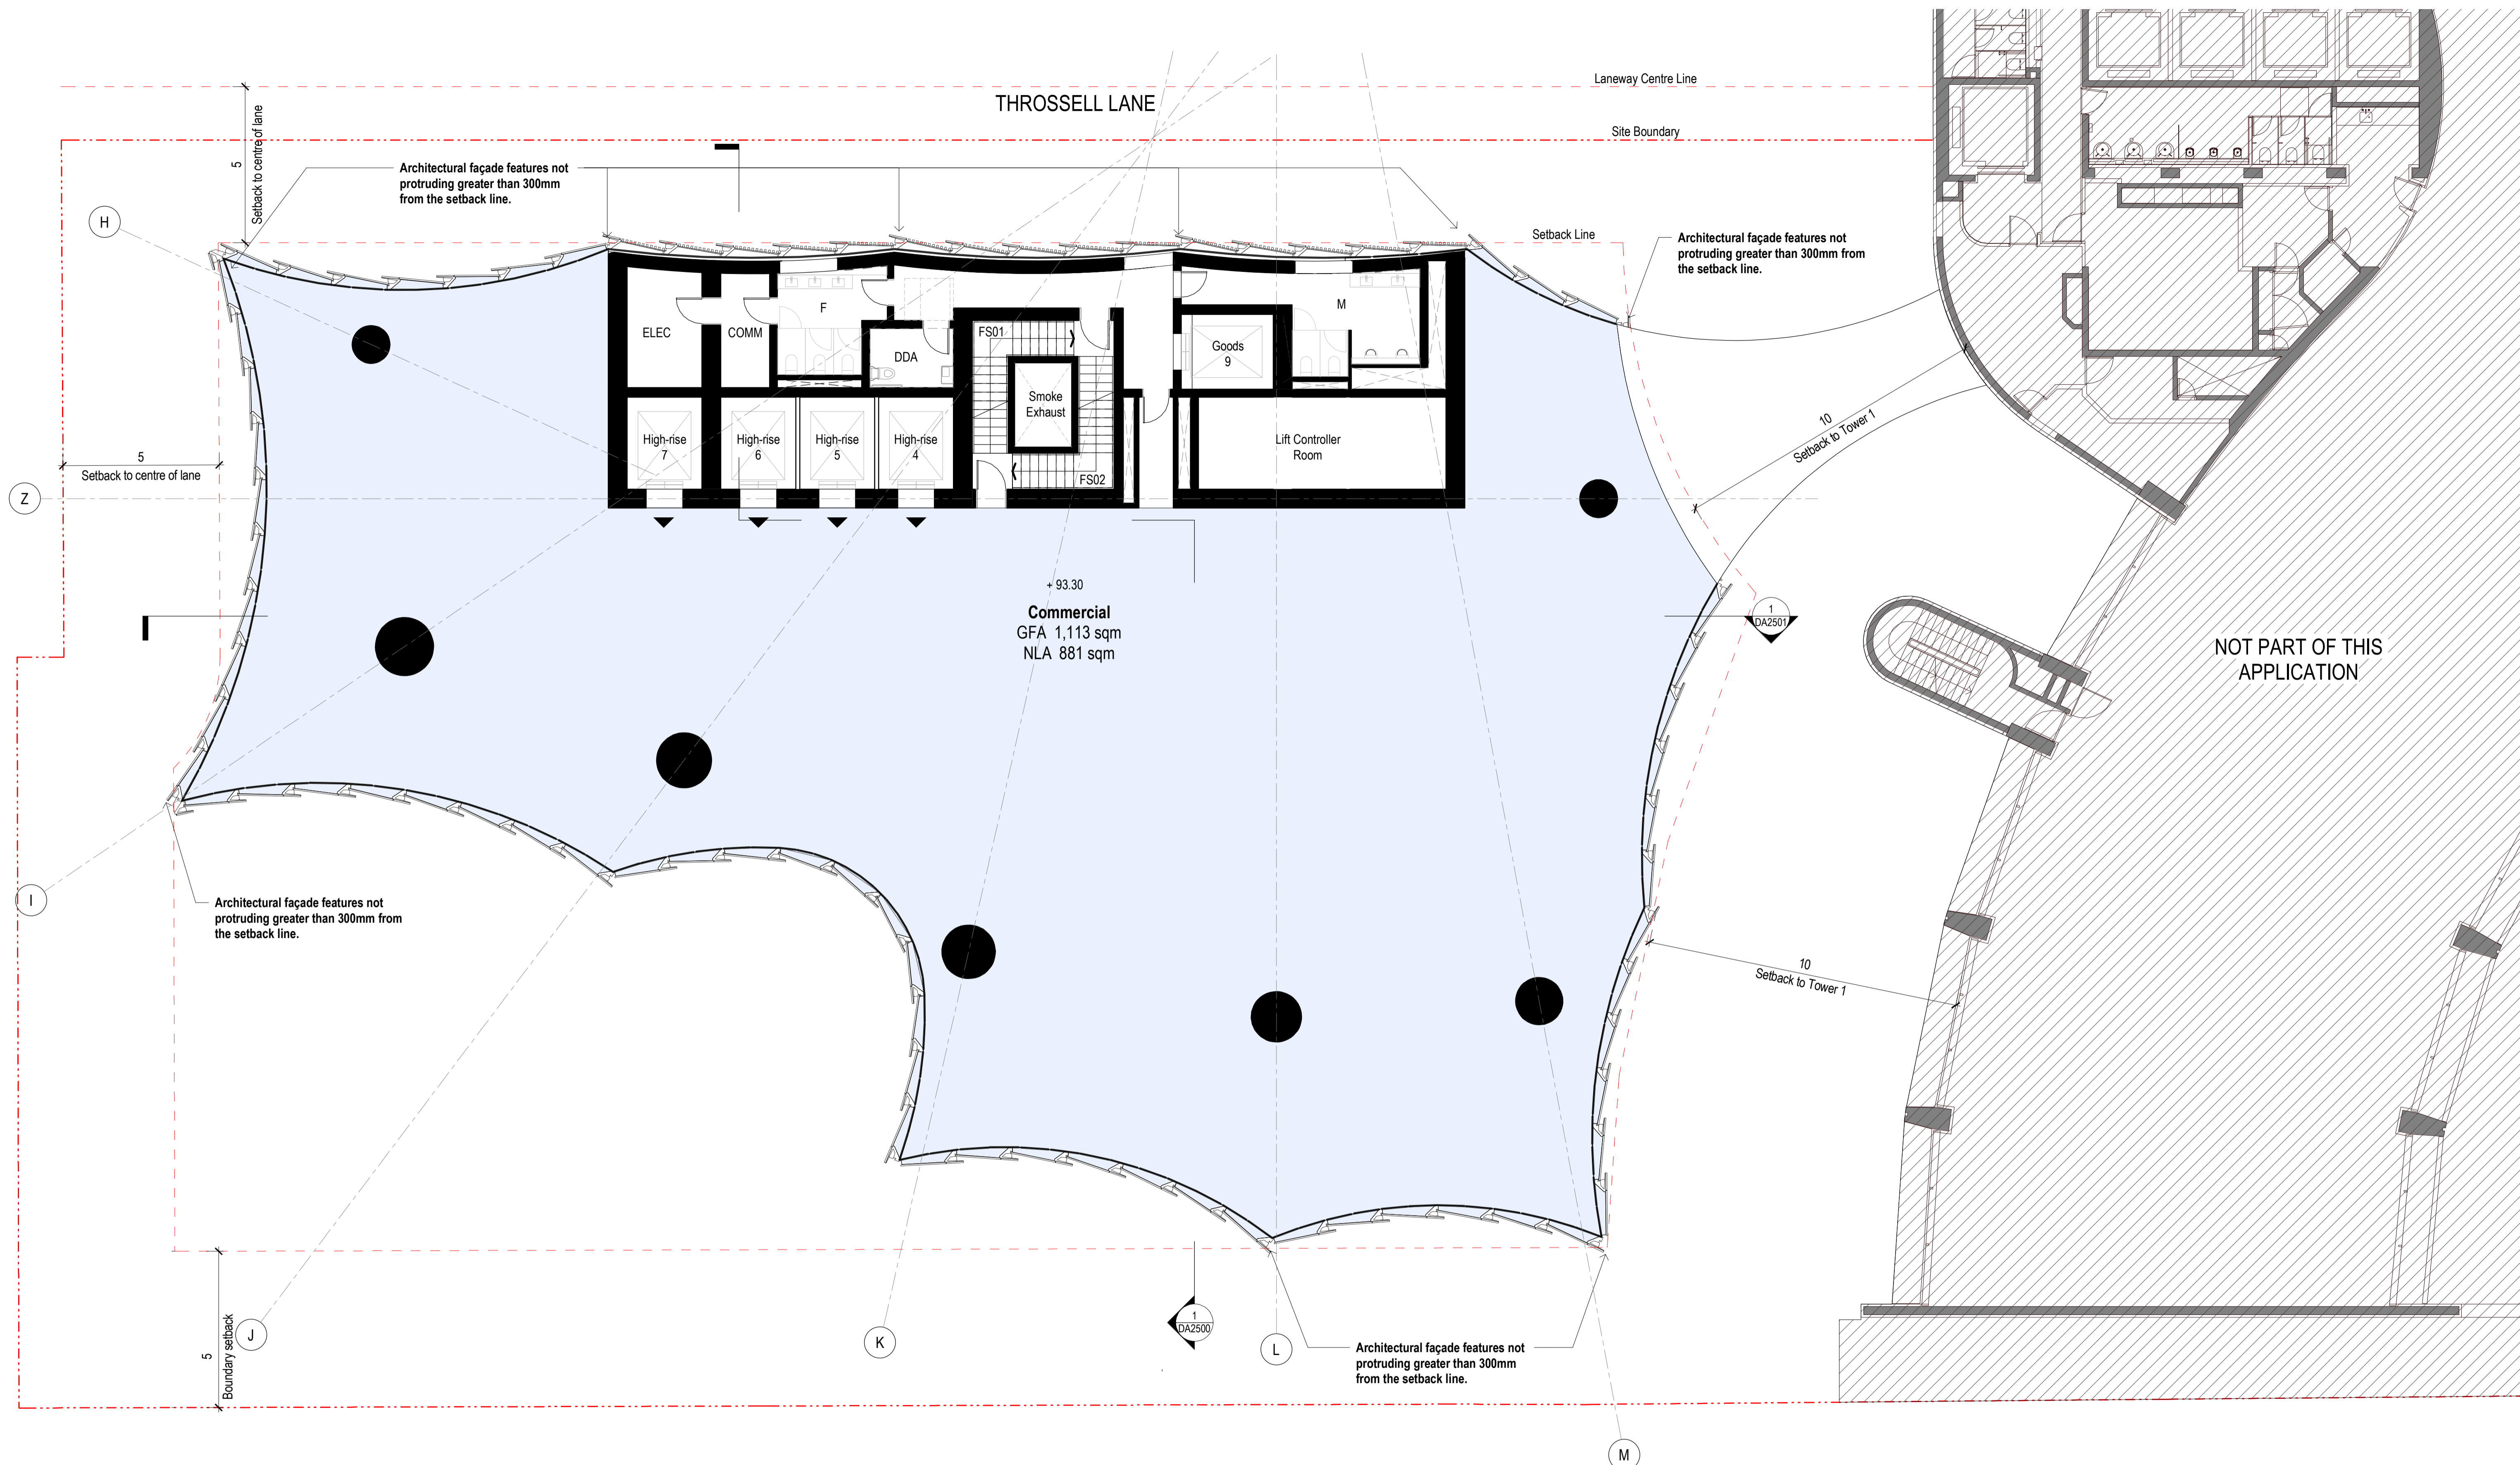 Laneway Centre Line
THROSSELL LANE
Site Boundary
5
Setback to centre of lane
Architectural façade features not
protruding greater than 300mm
from the setback line.
H
Setback Line
Architectural façade features not
protruding greater than 300mm from
the setback line.
ELEC
COMM
F
DDA
FS01
Smoke
Exhaust
FS02
Goods
9
M
Lift Controller
Room
High-rise
7
High-rise
6
High-rise
5
High-rise
4
10
Setback to Tower 1
5
Setback to centre of lane
Z
+ 93.30
Commercial
GFA 1,113 sqm
NLA 881 sqm
1
DA2501
NOT PART OF THIS
APPLICATION
I
Architectural façade features not
protruding greater than 300mm from
the setback line.
10
Setback to Tower 1
5
Boundary setback
J
K
1
DA2500
L
Architectural façade features not
protruding greater than 300mm
from the setback line.
M